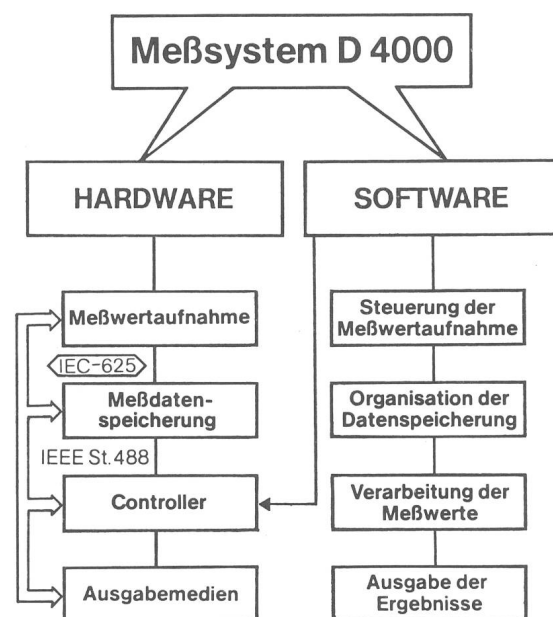 Meßsystem D 4000
HARDWARE
SOFTWARE
Meßwertaufnahme
IEC-625
Meßdaten-
speicherung
IEEE St. 488
Controller
Ausgabemedien
Steuerung der
Meßwertaufnahme
Organisation der
Datenspeicherung
Verarbeitung der
Meßwerte
Ausgabe der
Ergebnisse